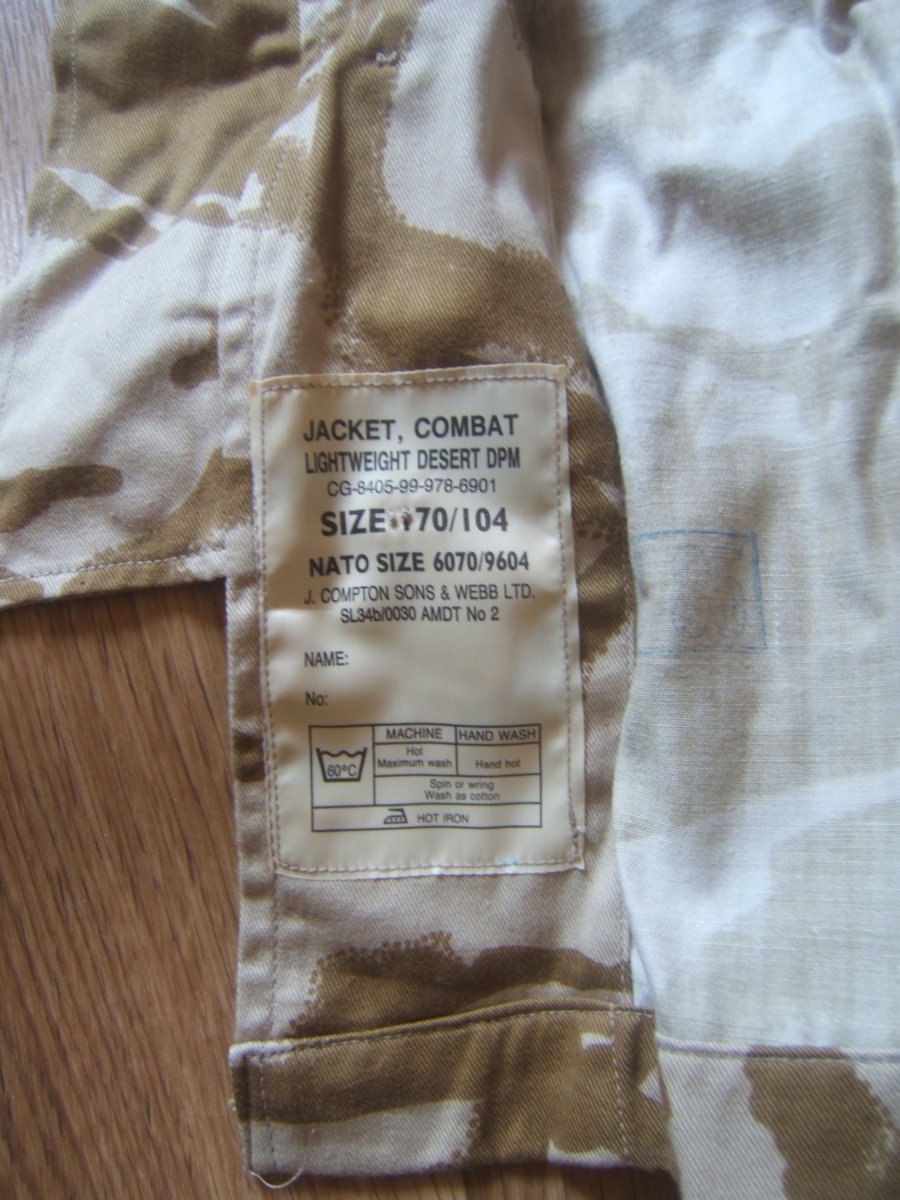 JACKET, COMBAT
LIGHTWEIGHT DESERT DPM
CG-8405-99-978-6901
SIZE 170/104
NATO SIZE 6070/9604
J. COMPTON SONS & WEBB LTD.
SL34b/0030 AMDT No 2
NAME:
No:
MACHINE HAND WASH
60°C
Hot
Maximum wash
Hand hot
Spin or wring
Wash as cotton
HOT IRON